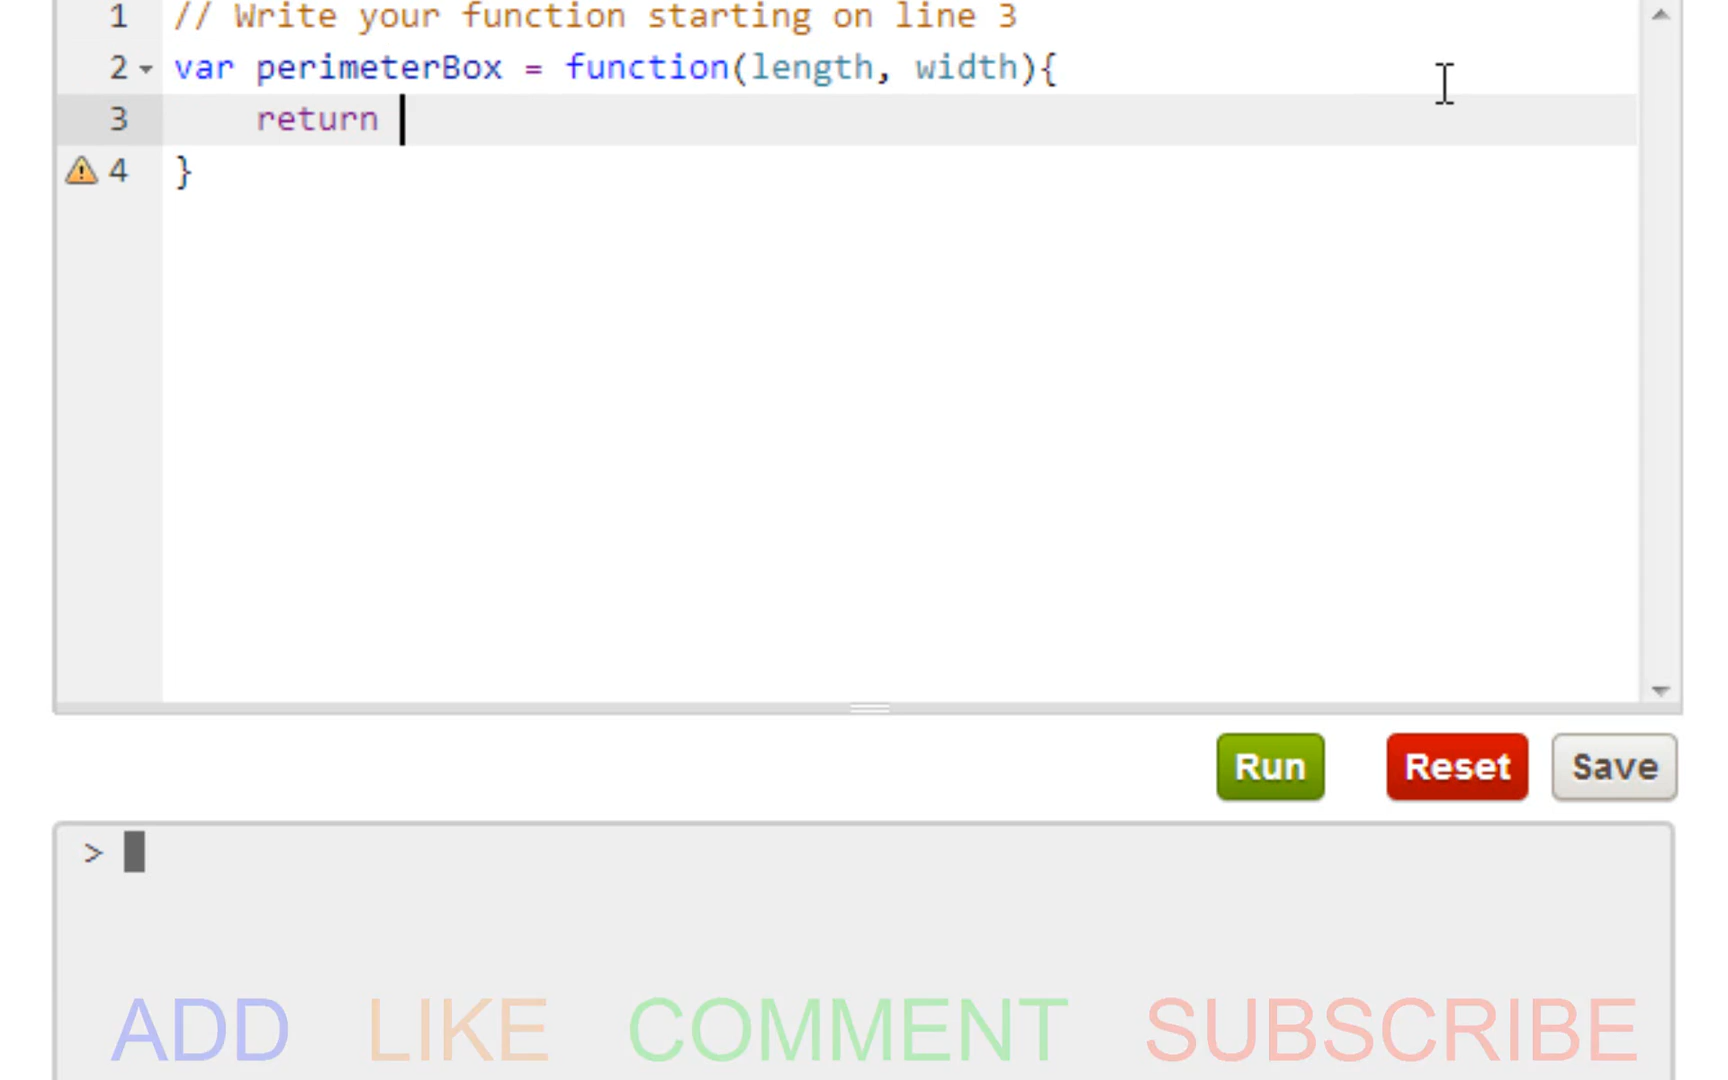 1 // Write your function starting on line 3
2 var perimeterBox = function(length, width){
3 return
4 }
Run Reset Save
>
ADD LIKE COMMENT SUBSCRIBE